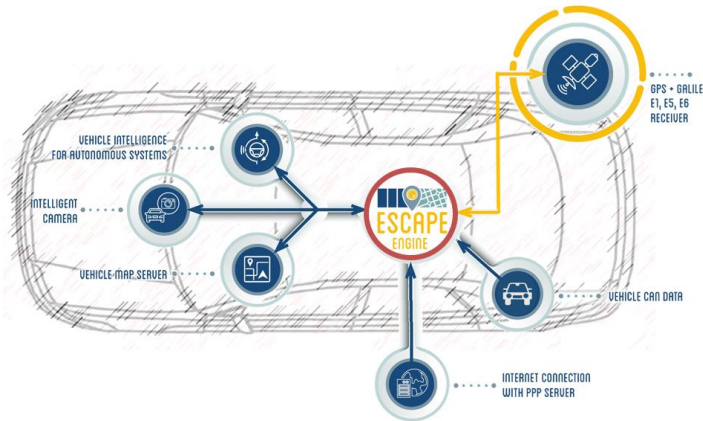 GPS + GALILE
E1, E5, E6
RECEIVER
VEHICLE INTELLIGENCE
FOR AUTONOMOUS SYSTEMS
INTELLIGENT
CAMERA
ESCAPE
ENGINE
VEHICLE MAP SERVER
VEHICLE CAN DATA
INTERNET CONNECTION
WITH PPP SERVER